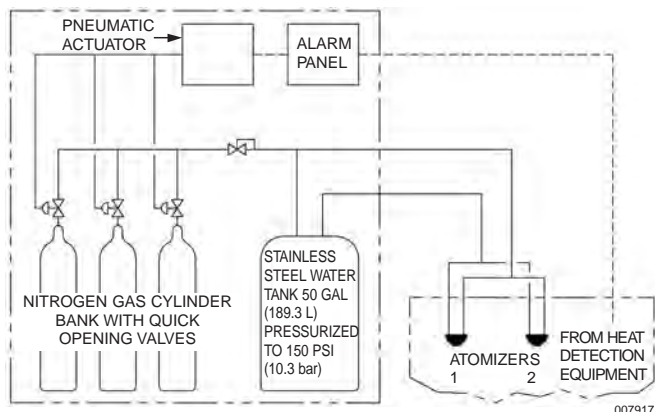 PNEUMATIC
ACTUATOR
ALARM
PANEL
NITROGEN GAS CYLINDER
BANK WITH QUICK
OPENING VALVES
STAINLESS
STEEL WATER
TANK 50 GAL
(189.3 L)
PRESSURIZED
TO 150 PSI
(10.3 bar)
ATOMIZERS
1 2
FROM HEAT
DETECTION
EQUIPMENT
007917